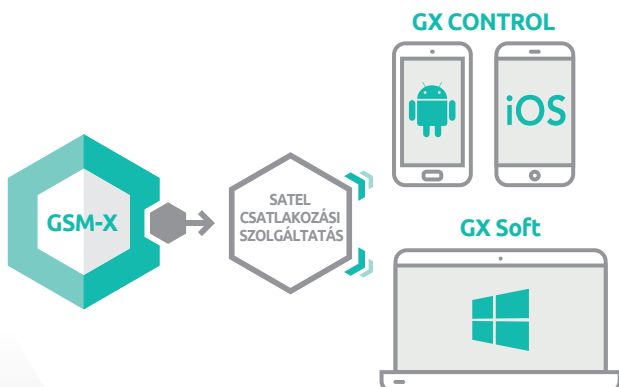 GX CONTROL
iOS
GSM-X
SATEL
CSATLAKOZÁSI
SZOLGÁLTATÁS
GX Soft